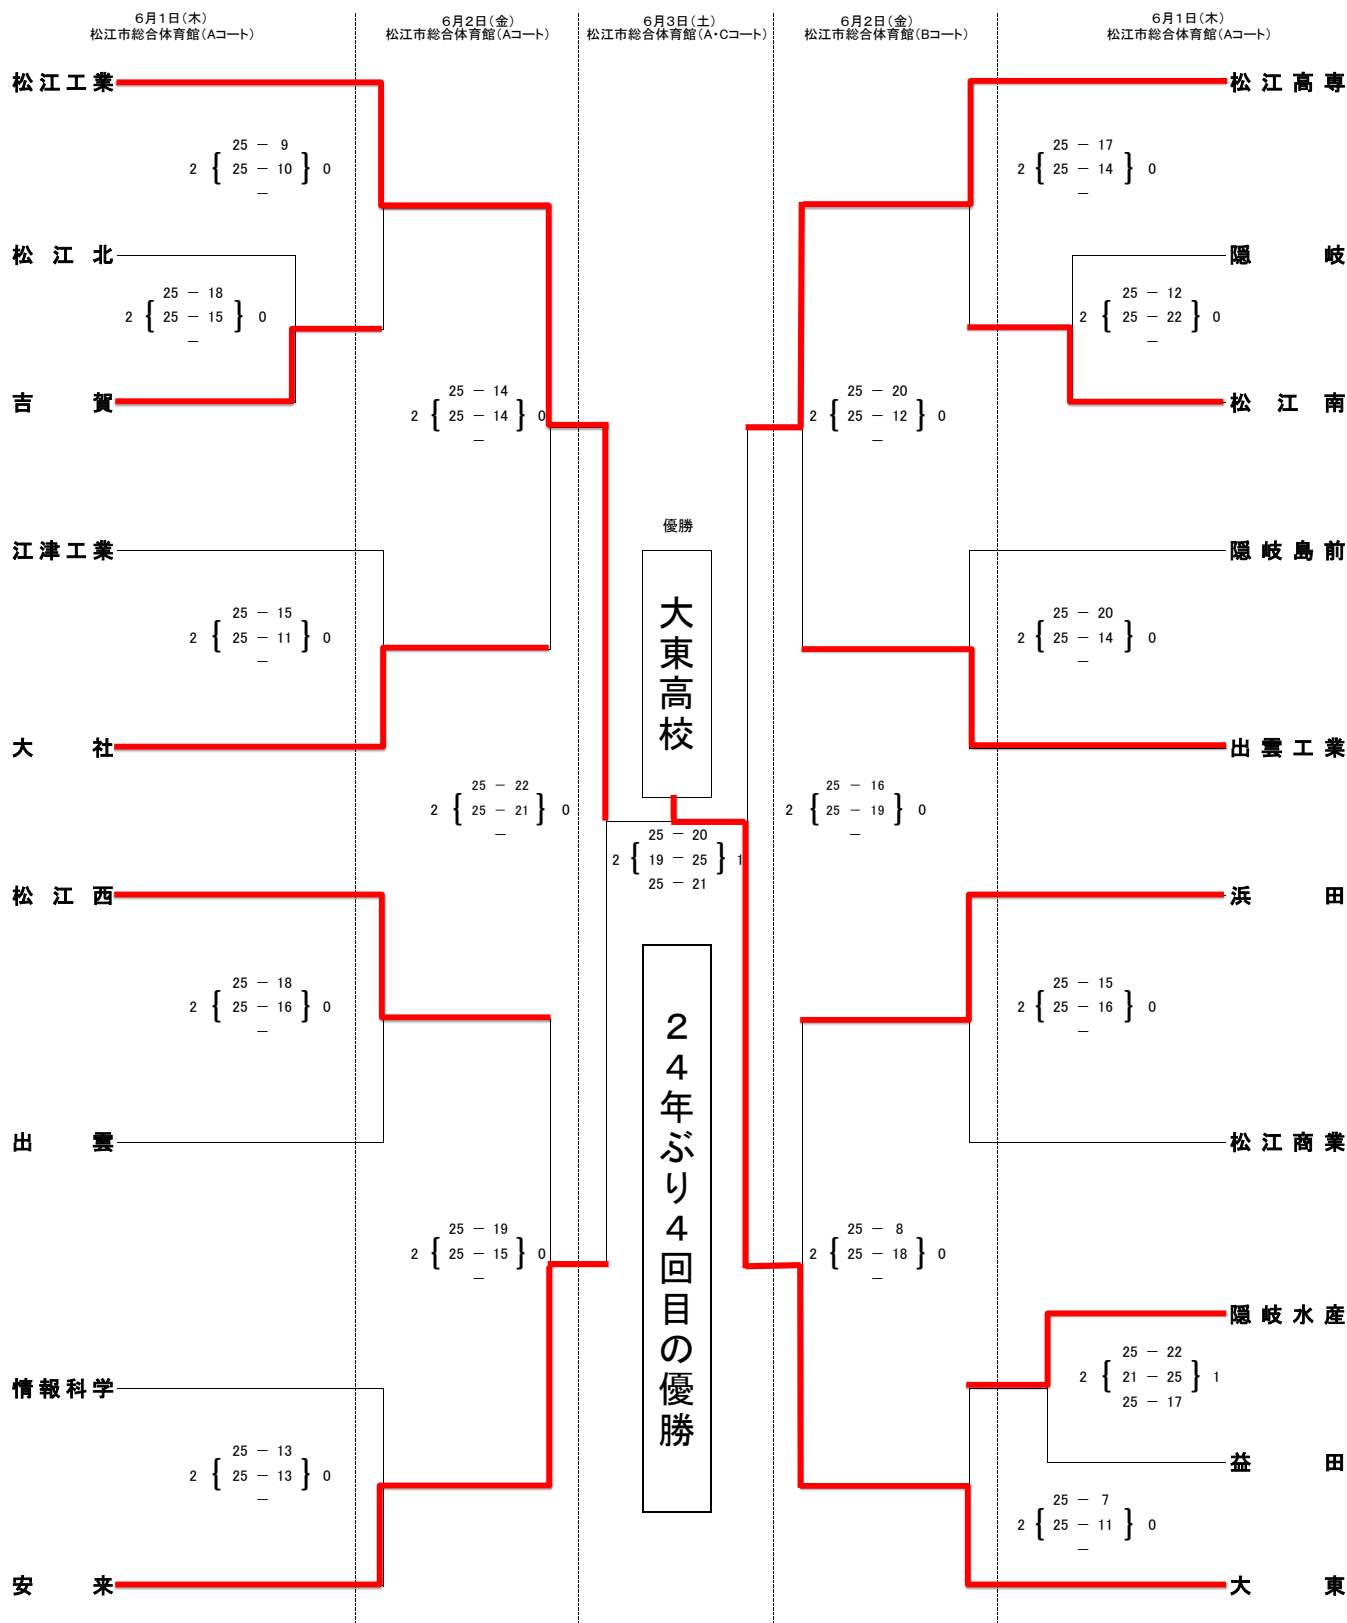 6月1日(木)
松江市総合体育館(Aコート)
6月2日(金)
松江市総合体育館(Aコート)
6月3日(土)
松江市総合体育館(A・Cコート)
6月2日(金)
松江市総合体育館(Bコート)
6月1日(木)
松江市総合体育館(Aコート)
松江工業
25 － 9
2 { 25 － 10 } 0
－
松江北
25 － 18
2 { 25 － 15 } 0
－
吉賀
25 － 14
2 { 25 － 14 } 0
－
江津工業
25 － 15
2 { 25 － 11 } 0
－
大社
25 － 22
2 { 25 － 21 } 0
－
松江西
25 － 18
2 { 25 － 16 } 0
－
出雲
25 － 19
2 { 25 － 15 } 0
－
情報科学
25 － 13
2 { 25 － 13 } 0
－
安来
優勝
大東高校
25 － 20
2 { 19 － 25 } 1
25 － 21
24年ぶり4回目の優勝
松江高専
25 － 17
2 { 25 － 14 } 0
－
隠岐
25 － 12
2 { 25 － 22 } 0
－
松江南
25 － 20
2 { 25 － 12 } 0
－
隠岐島前
25 － 20
2 { 25 － 14 } 0
－
出雲工業
25 － 16
2 { 25 － 19 } 0
－
浜田
25 － 15
2 { 25 － 16 } 0
－
松江商業
25 － 8
2 { 25 － 18 } 0
－
隠岐水産
25 － 22
2 { 21 － 25 } 1
25 － 17
益田
25 － 7
2 { 25 － 11 } 0
－
大東